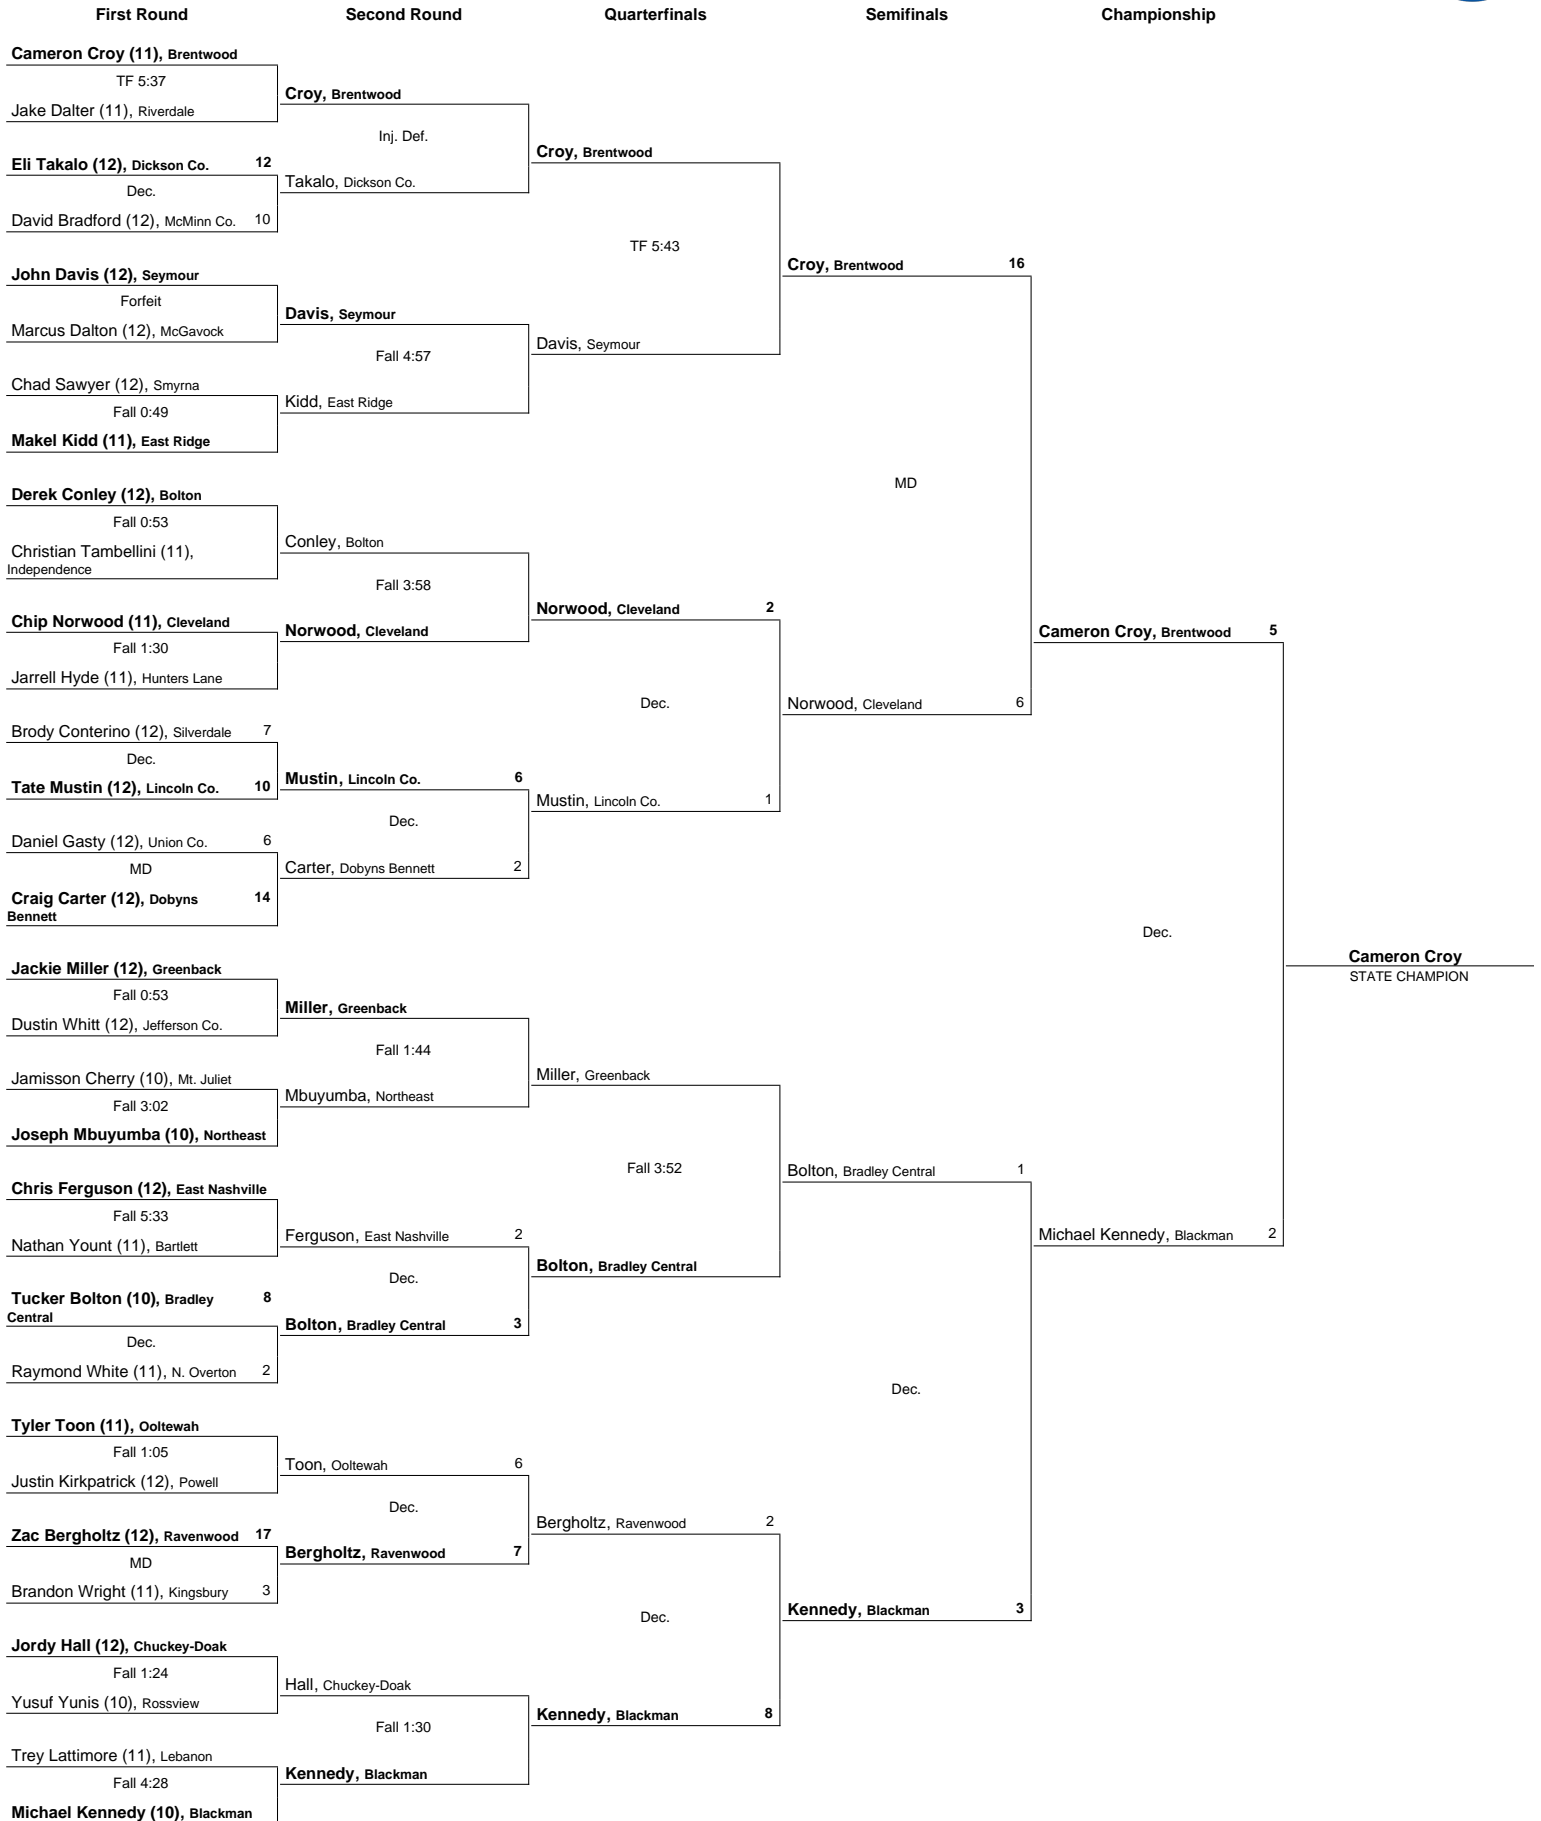 First Round
Second Round
Quarterfinals
Semifinals
Championship
Cameron Croy (11), Brentwood
TF 5:37
Jake Dalter (11), Riverdale
Eli Takalo (12), Dickson Co. 12
Dec.
David Bradford (12), McMinn Co. 10
John Davis (12), Seymour
Forfeit
Marcus Dalton (12), McGavock
Chad Sawyer (12), Smyrna
Fall 0:49
Makel Kidd (11), East Ridge
Derek Conley (12), Bolton
Fall 0:53
Christian Tambellini (11),
Independence
Chip Norwood (11), Cleveland
Fall 1:30
Jarrell Hyde (11), Hunters Lane
Brody Conterino (12), Silverdale 7
Dec.
Tate Mustin (12), Lincoln Co. 10
Daniel Gasty (12), Union Co. 6
MD
Craig Carter (12), Dobyns 14
Bennett
Jackie Miller (12), Greenback
Fall 0:53
Dustin Whitt (12), Jefferson Co.
Jamisson Cherry (10), Mt. Juliet
Fall 3:02
Joseph Mbuyumba (10), Northeast
Chris Ferguson (12), East Nashville
Fall 5:33
Nathan Yount (11), Bartlett
Tucker Bolton (10), Bradley 8
Central
Dec.
Raymond White (11), N. Overton 2
Tyler Toon (11), Ooltewah
Fall 1:05
Justin Kirkpatrick (12), Powell
Zac Bergholtz (12), Ravenwood 17
MD
Brandon Wright (11), Kingsbury 3
Jordy Hall (12), Chuckey-Doak
Fall 1:24
Yusuf Yunis (10), Rossview
Trey Lattimore (11), Lebanon
Fall 4:28
Michael Kennedy (10), Blackman
Croy, Brentwood
Inj. Def.
Takalo, Dickson Co.
Davis, Seymour
Fall 4:57
Kidd, East Ridge
Conley, Bolton
Fall 3:58
Norwood, Cleveland
Mustin, Lincoln Co. 6
Dec.
Carter, Dobyns Bennett 2
Miller, Greenback
Fall 1:44
Mbuyumba, Northeast
Ferguson, East Nashville 2
Dec.
Bolton, Bradley Central 3
Toon, Ooltewah 6
Dec.
Bergholtz, Ravenwood 7
Hall, Chuckey-Doak
Fall 1:30
Kennedy, Blackman
Croy, Brentwood
TF 5:43
Davis, Seymour
Norwood, Cleveland 2
Dec.
Mustin, Lincoln Co. 1
Miller, Greenback
Fall 3:52
Bolton, Bradley Central
Bergholtz, Ravenwood 2
Dec.
Kennedy, Blackman 8
Croy, Brentwood 16
MD
Norwood, Cleveland 6
Bolton, Bradley Central 1
Dec.
Kennedy, Blackman 3
Cameron Croy, Brentwood 5
Dec.
Michael Kennedy, Blackman 2
Cameron Croy
STATE CHAMPION